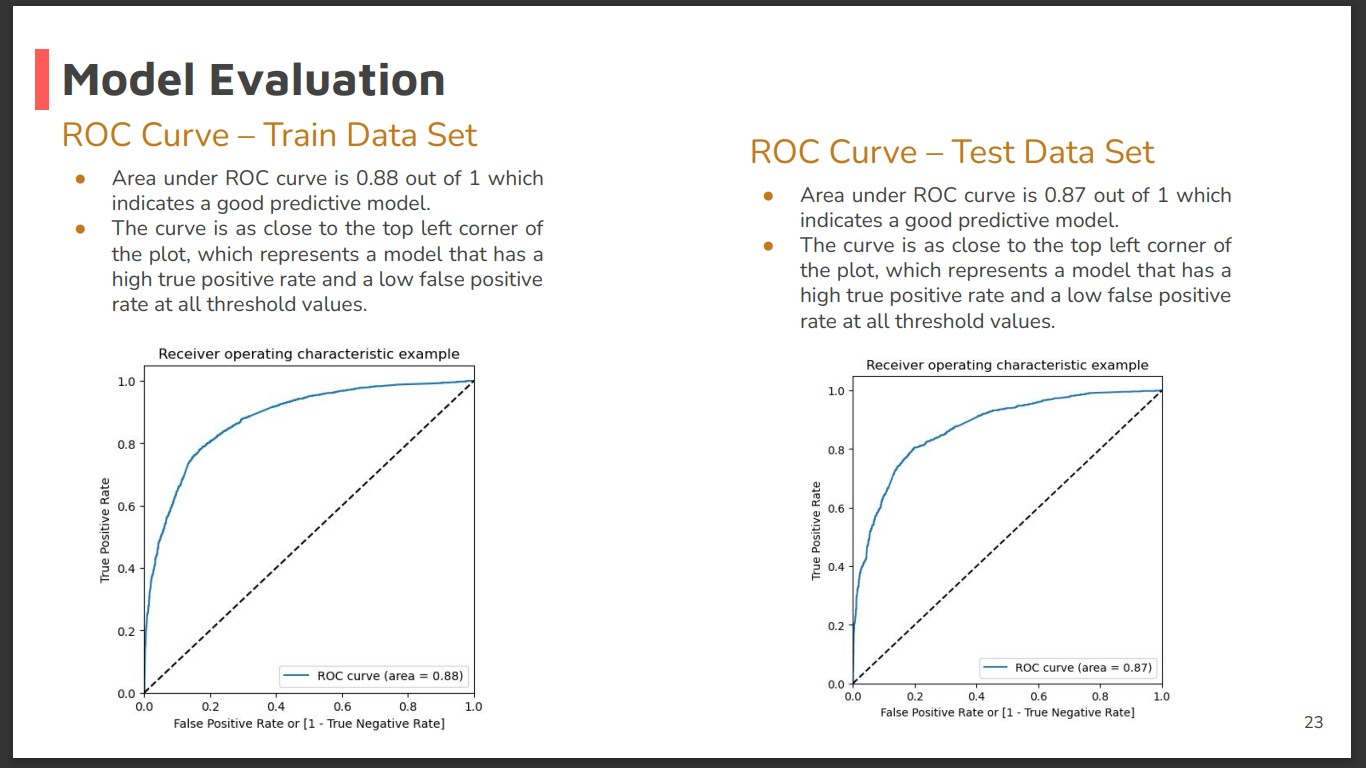 Model Evaluation
ROC Curve – Train Data Set
● Area under ROC curve is 0.88 out of 1 which
indicates a good predictive model.
● The curve is as close to the top left corner of
the plot, which represents a model that has a
high true positive rate and a low false positive
rate at all threshold values.
Receiver operating characteristic example
1.0
0.8
0.6
0.4
0.2
0.0
True Positive Rate
ROC curve (area = 0.88)
0.0 0.2 0.4 0.6 0.8 1.0
False Positive Rate or [1 - True Negative Rate]
ROC Curve – Test Data Set
● Area under ROC curve is 0.87 out of 1 which
indicates a good predictive model.
● The curve is as close to the top left corner of
the plot, which represents a model that has a
high true positive rate and a low false positive
rate at all threshold values.
Receiver operating characteristic example
1.0
0.8
0.6
0.4
0.2
0.0
True Positive Rate
ROC curve (area = 0.87)
0.0 0.2 0.4 0.6 0.8 1.0
False Positive Rate or [1 - True Negative Rate]
23